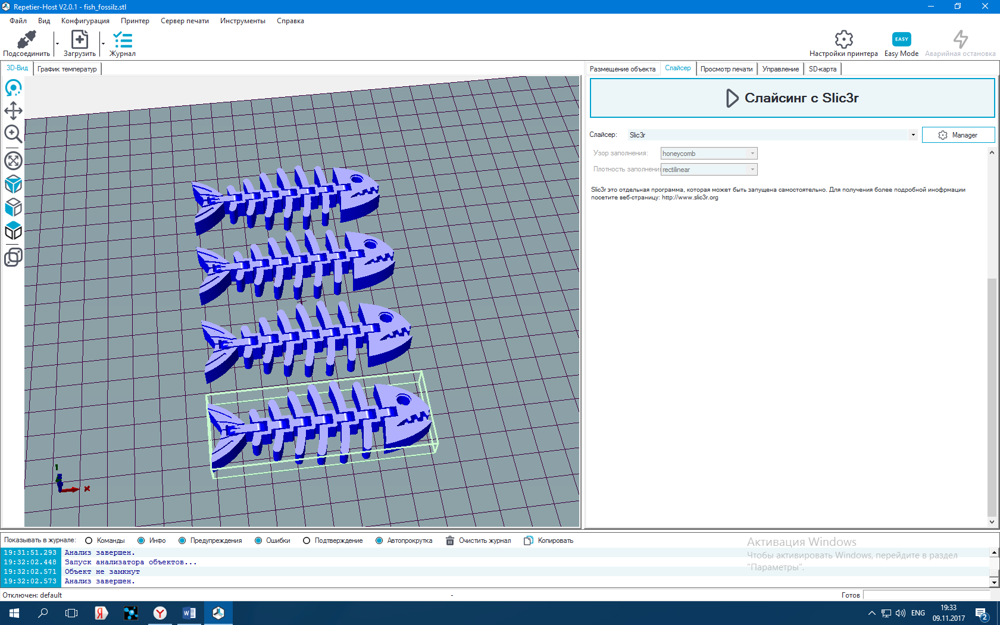 Repetier-Host V2.0.1 - fish_fossilz.stl
Файл Вид Конфигурация Принтер Сервер печати Инструменты Справка
Подсоединить Загрузить Журнал Настройки принтера EASY Easy Mode Аварийная остановка
3D-Вид График температур
Размещение объекта Слайсер Просмотр печати Управление SD-карта
Слайсинг с Slic3r
Слайсер: Slic3r Manager
Узор заполнения: honeycomb
Плотность заполнени rectilinear
Slic3r это отдельная программа, которая может быть запущена самостоятельно. Для получения более подробной инофрмации
посетите веб-страницу: http://www.slic3r.org
x
Показывать в журнале: Команды Инфо Предупреждения Ошибки Подтверждение Автопрокрутка Очистить журнал Копировать
19:31:51.293 Анализ завершен.
19:32:02.448 Запуск анализатора объектов...
19:32:02.571 Объект не замкнут
19:32:02.573 Анализ завершен.
Активация Windows
Чтобы активировать Windows, перейдите в раздел
"Параметры".
Отключен: default - Готов
Я Y W ENG 19:33
09.11.2017 2